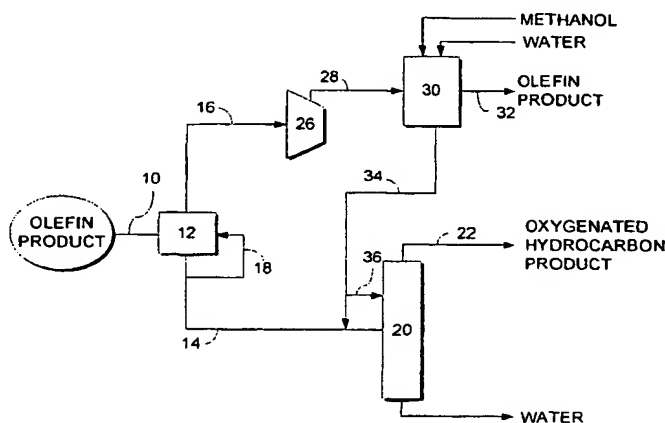 METHANOL
WATER
28
30
OLEFIN
PRODUCT
32
16
26
10
34
OLEFIN
PRODUCT
12
18
22
OXYGENATED
HYDROCARBON
PRODUCT
36
20
14
WATER